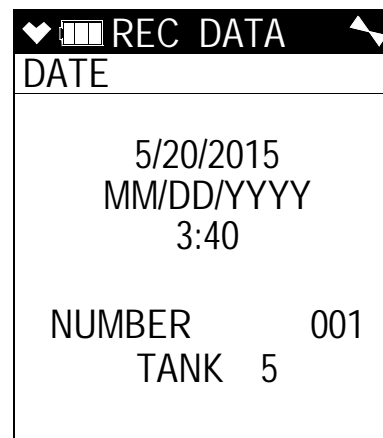 REC DATA
DATE
5/20/2015
MM/DD/YYYY
3:40
NUMBER 001
TANK 5